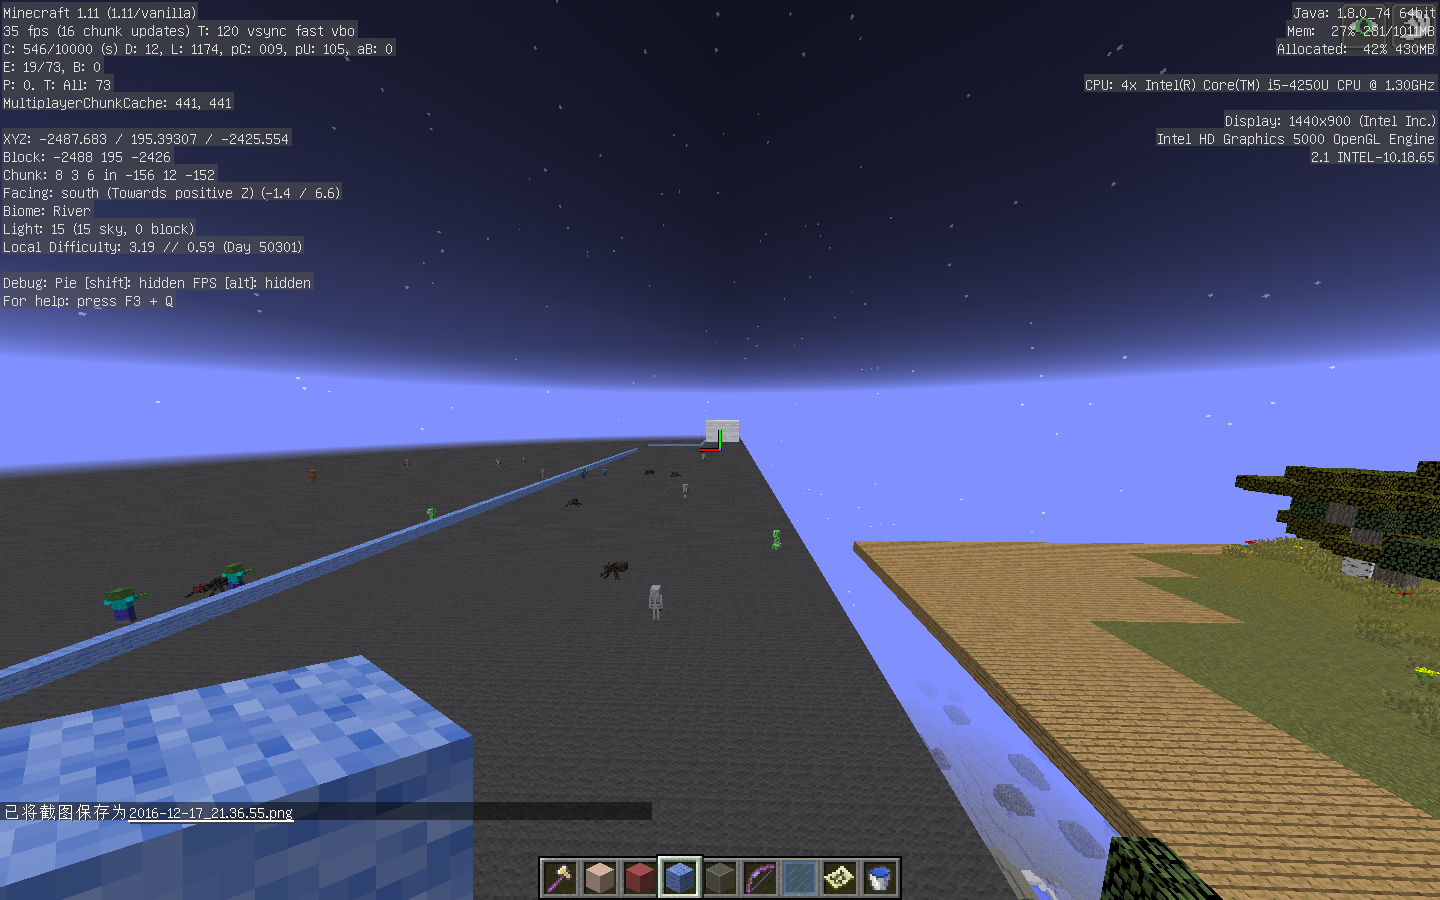 Minecraft 1.11 (1.11/vanilla)
35 fps (16 chunk updates) T: 120 vsync fast vbo
C: 546/10000 (s) D: 12, L: 1174, pC: 009, pU: 105, aB: 0
E: 19/73, B: 0
P: 0. T: All: 73
MultiplayerChunkCache: 441, 441
XYZ: -2487.683 / 195.39307 / -2425.554
Block: -2488 195 -2426
Chunk: 8 3 6 in -156 12 -152
Facing: south (Towards positive Z) (-1.4 / 6.6)
Biome: River
Light: 15 (15 sky, 0 block)
Local Difficulty: 3.19 // 0.59 (Day 50301)
Debug: Pie [shift]: hidden FPS [alt]: hidden
For help: press F3 + Q
Java: 1.8.0_74 64bit
Mem: 27% 281/1011MB
Allocated: 42% 430MB
CPU: 4x Intel(R) Core(TM) i5-4250U CPU @ 1.30GHz
Display: 1440x900 (Intel Inc.)
Intel HD Graphics 5000 OpenGL Engine
2.1 INTEL-10.18.65
已将截图保存为2016-12-17_21.36.55.png